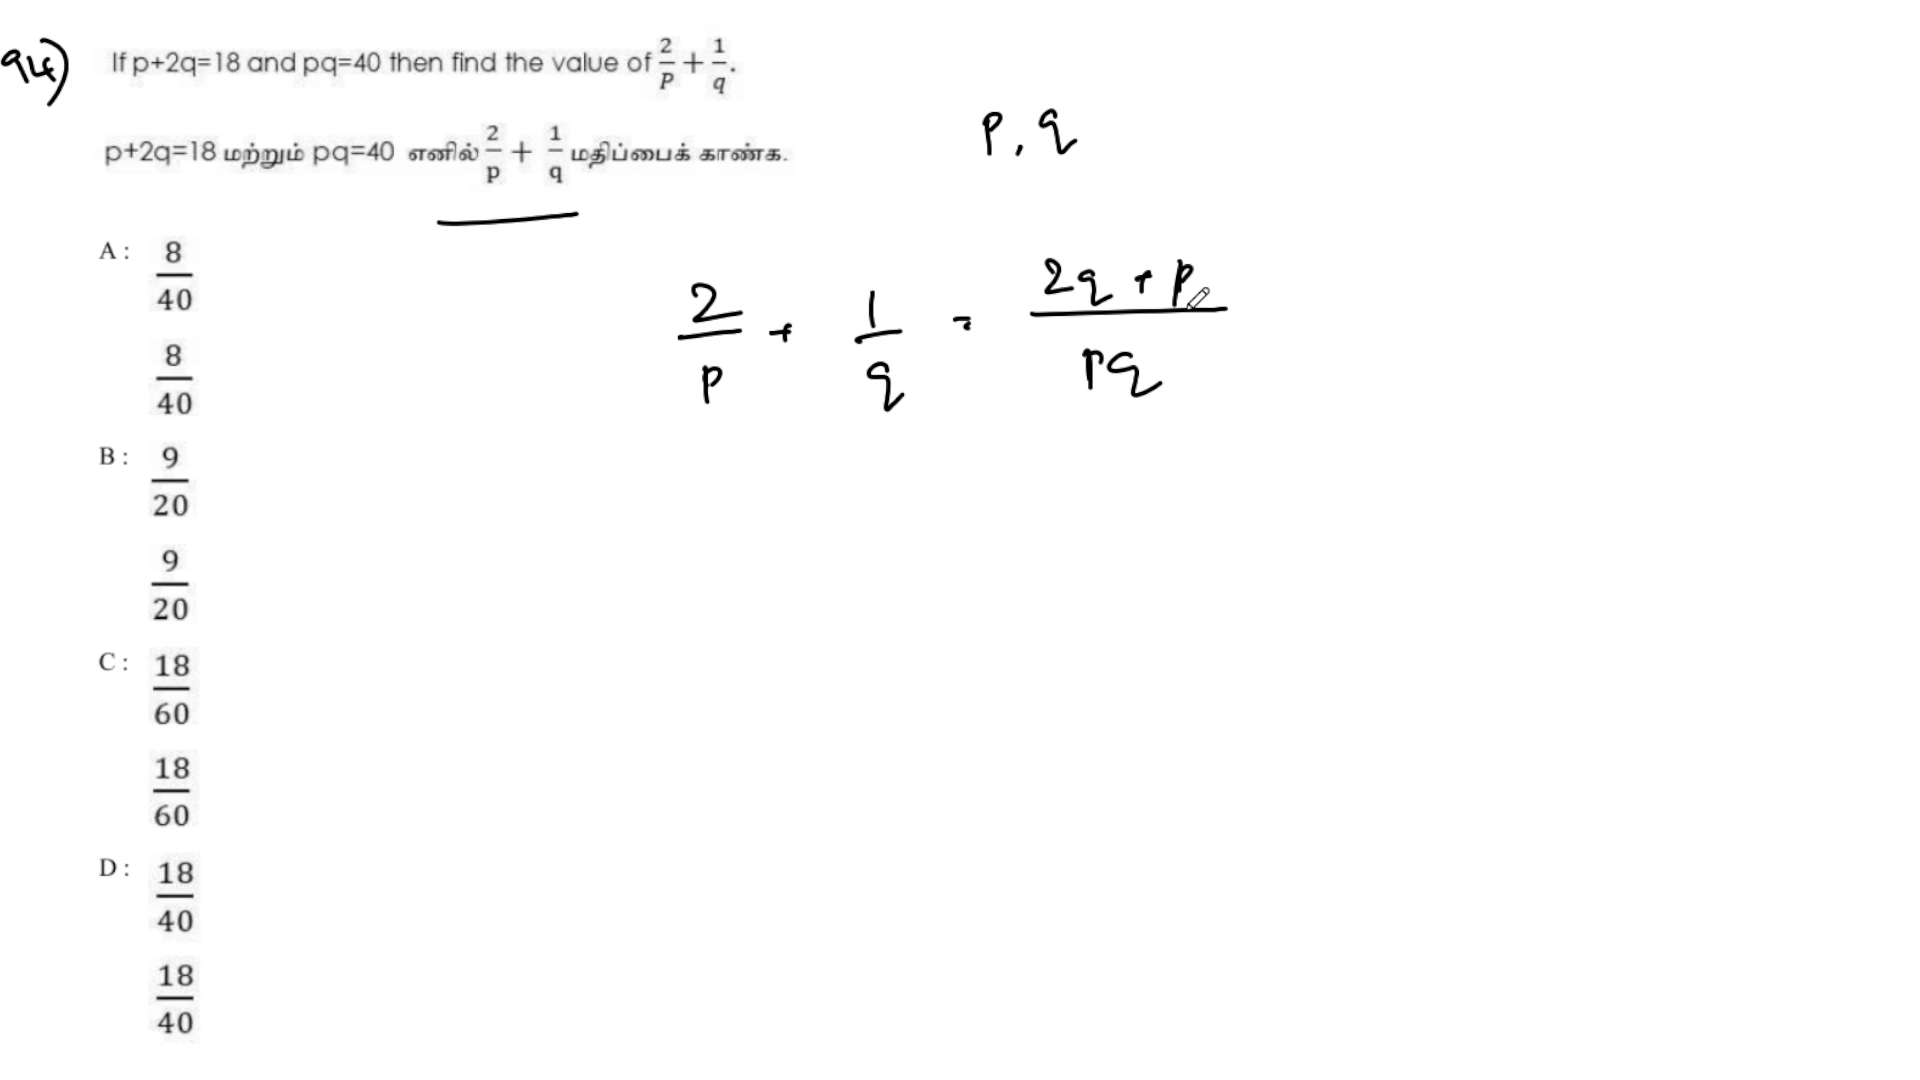 94)
If p+2q=18 and pq=40 then find the value of 2/P + 1/q.
p+2q=18 மற்றும் pq=40 எனில் 2/p + 1/q மதிப்பைக் காண்க.
p, q
2/p + 1/q = 2q + p/pq
A : 8/40
8/40
B : 9/20
9/20
C : 18/60
18/60
D : 18/40
18/40